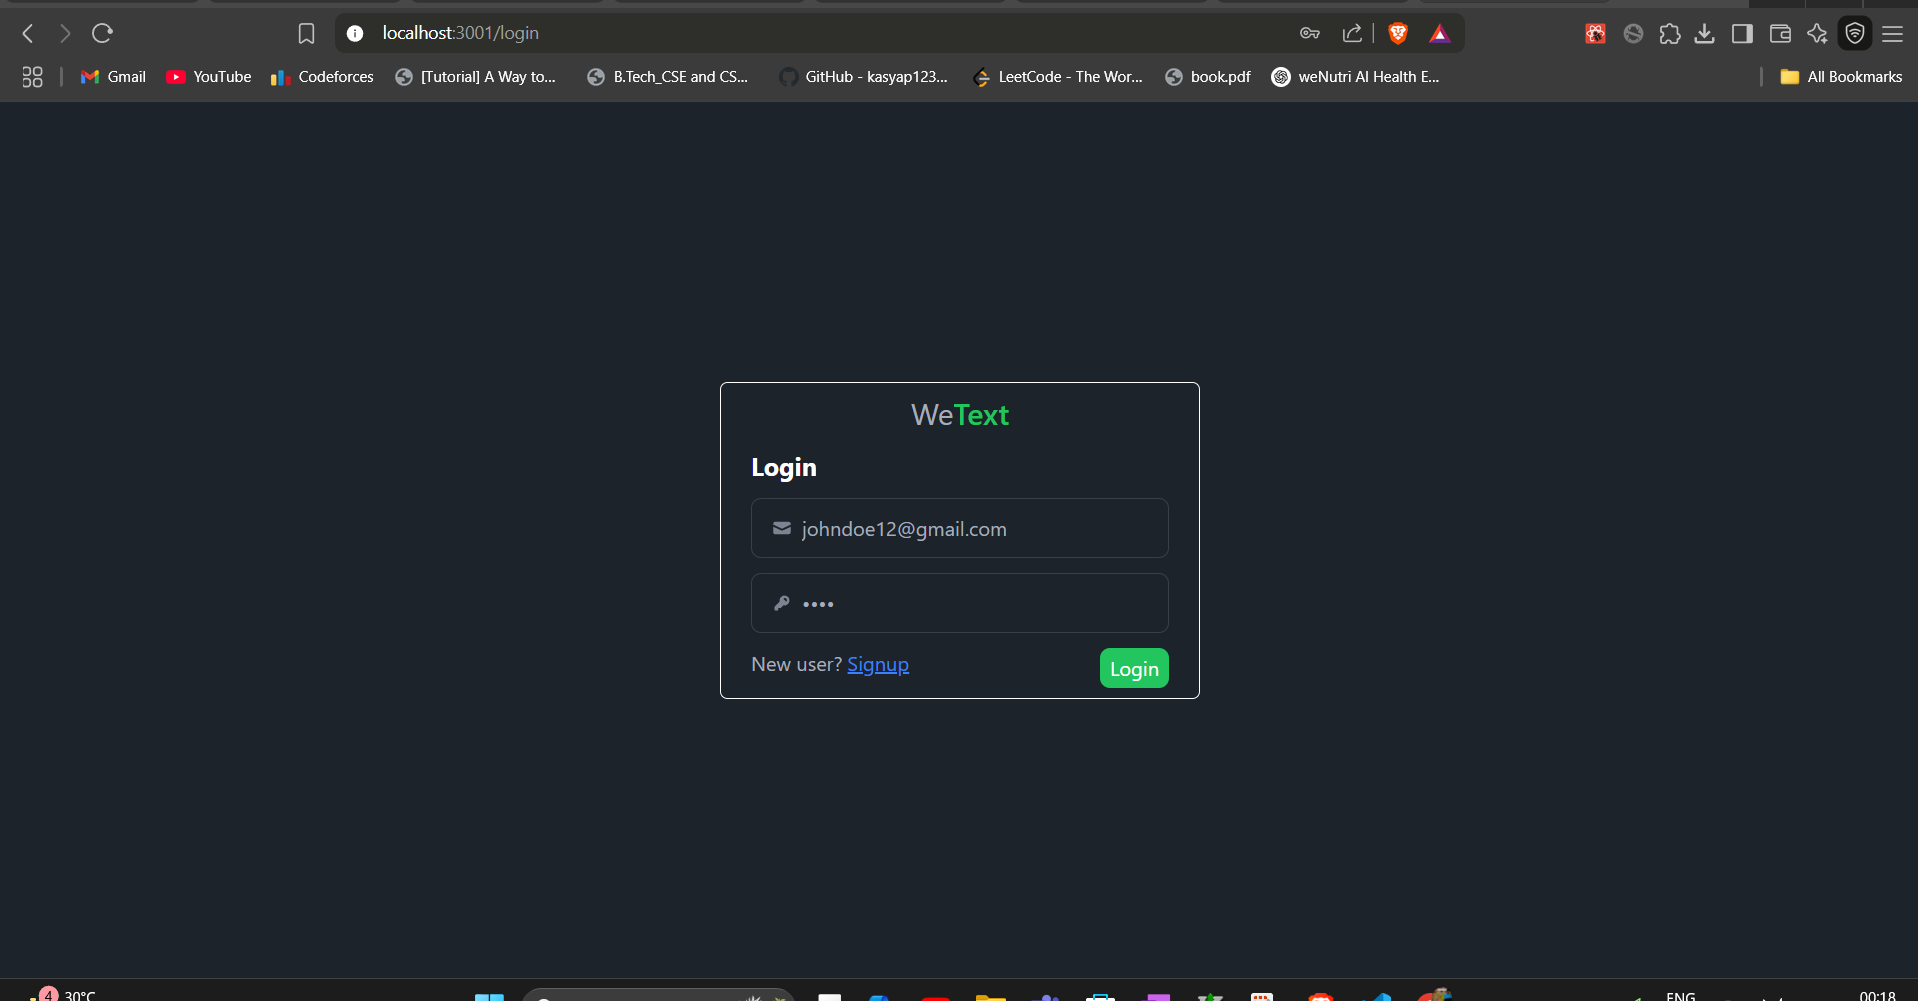 localhost:3001/login
Gmail YouTube Codeforces [Tutorial] A Way to... B.Tech_CSE and CS... GitHub - kasyap123... LeetCode - The Wor... book.pdf weNutri AI Health E... All Bookmarks
WeText
Login
johndoe12@gmail.com
••••
New user? Signup Login
4 30°C ENG 00:18